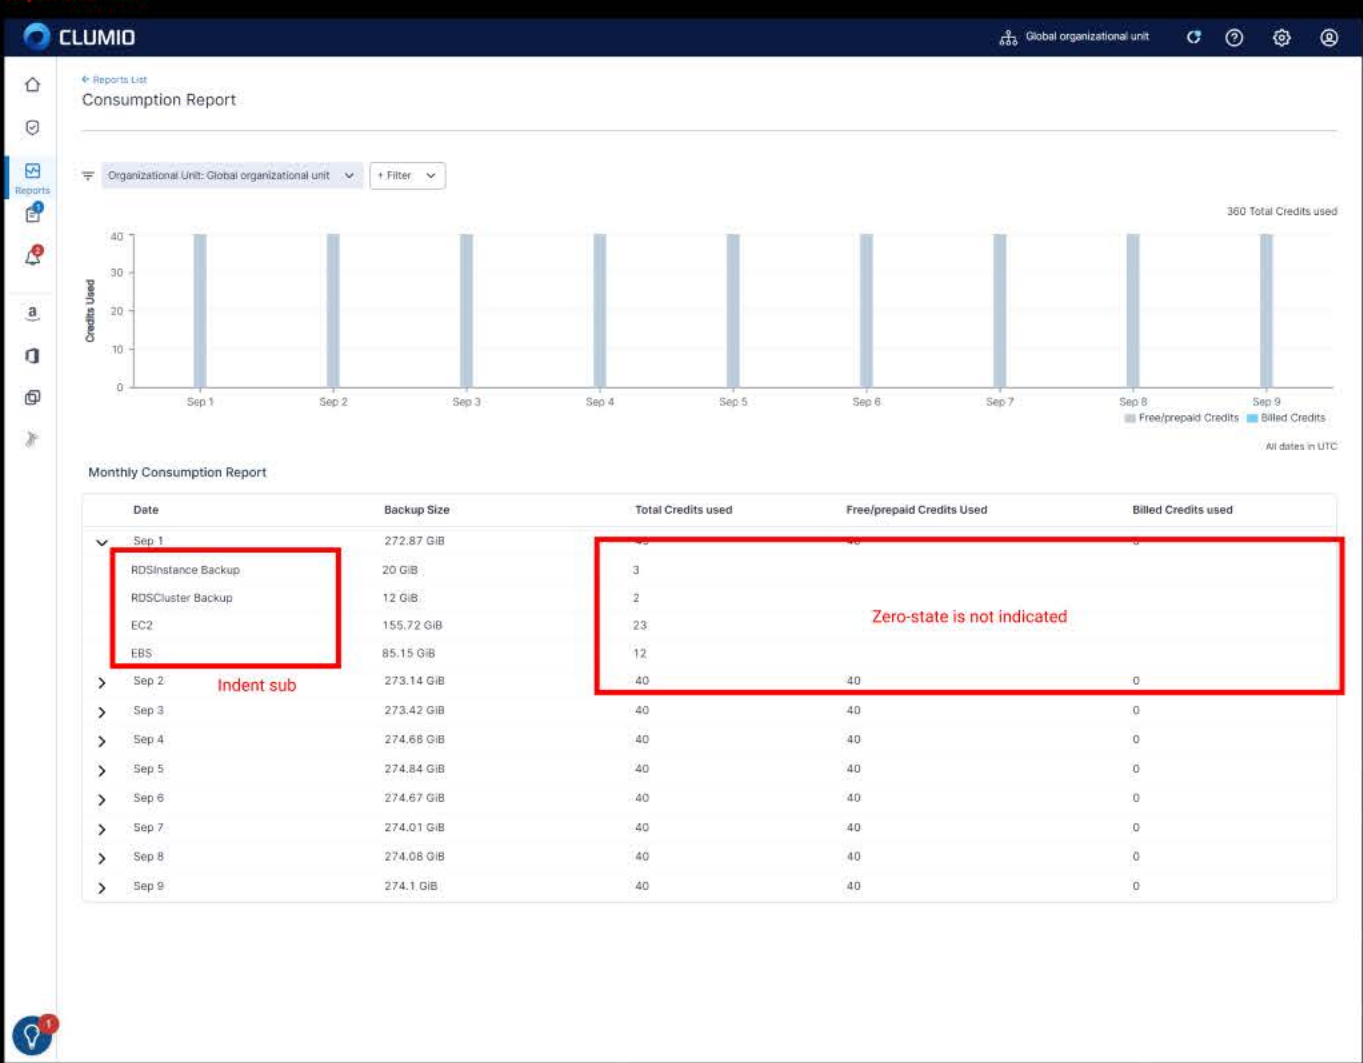 CLUMIO
Global organizational unit
Reports List
Consumption Report
Reports
1
2
a
Organizational Unit: Global organizational unit
+ Filter
360 Total Credits used
Credits Used
40
30
20
10
0
Sep 1 Sep 2 Sep 3 Sep 4 Sep 5 Sep 6 Sep 7 Sep 8 Sep 9
Free/prepaid Credits Billed Credits
All dates in UTC
Monthly Consumption Report
Date Backup Size Total Credits used Free/prepaid Credits Used Billed Credits used
Sep 1 272.87 GiB
RDSInstance Backup 20 GiB 3
RDSCluster Backup 12 GiB 2
Zero-state is not indicated
EC2 155.72 GiB 23
EBS 85.15 GiB 12
Sep 2 273.14 GiB 40 40 0
Indent sub
Sep 3 273.42 GiB 40 40 0
Sep 4 274.68 GiB 40 40 0
Sep 5 274.84 GiB 40 40 0
Sep 6 274.67 GiB 40 40 0
Sep 7 274.01 GiB 40 40 0
Sep 8 274.08 GiB 40 40 0
Sep 9 274.1 GiB 40 40 0
1